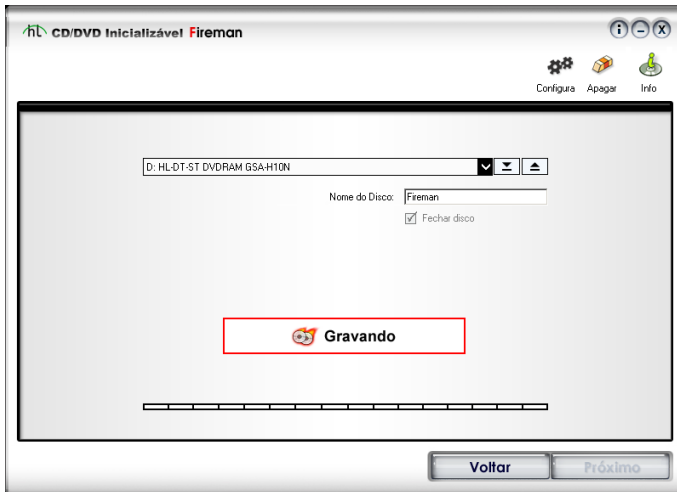 hL CD/DVD Inicializável Fireman
Configura Apagar Info
D: HL-DT-ST DVDRAM GSA-H10N
Nome do Disco: Fireman
Fechar disco
Gravando
Voltar Próximo